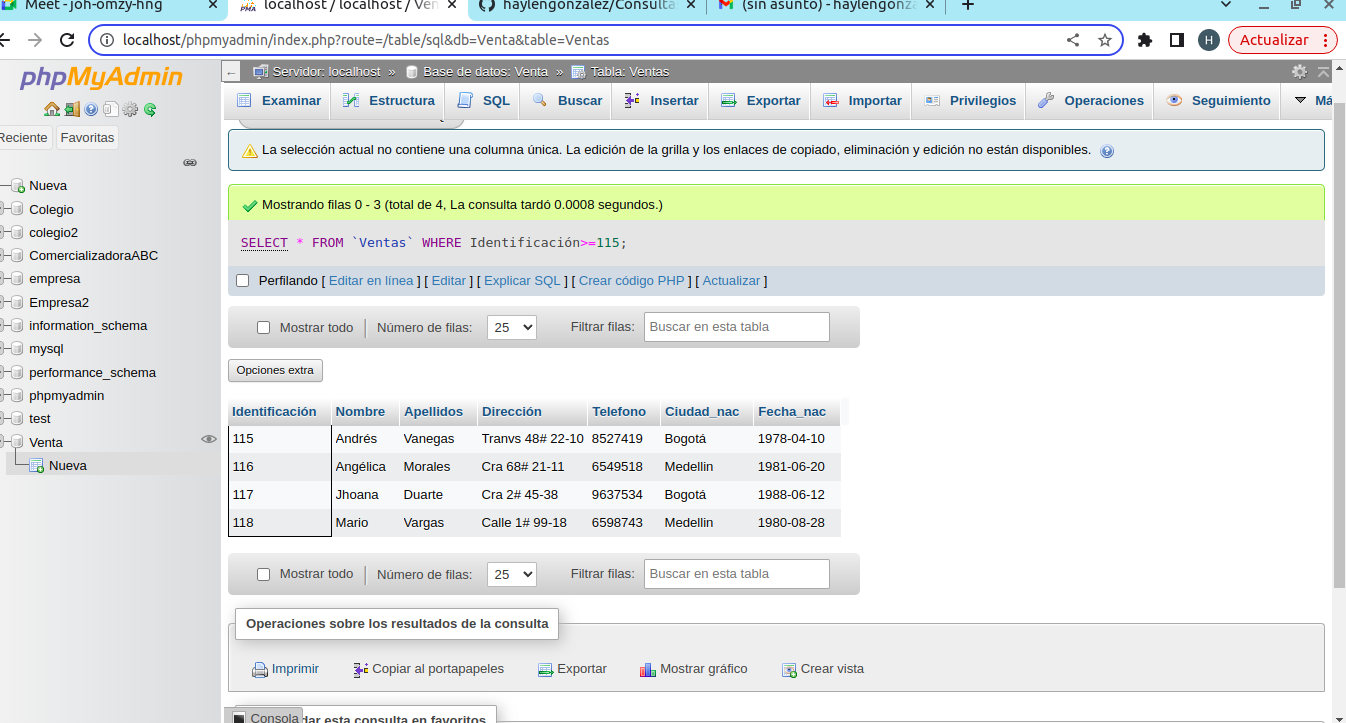 Meet - joh-omzy-hng
localhost / localhost / Ven
haylengonzalez/Consulta
(sin asunto) - haylengonza
localhost/phpmyadmin/index.php?route=/table/sql&db=Venta&table=Ventas
H
Actualizar
phpMyAdmin
Reciente Favoritas
Nueva
Colegio
colegio2
ComercializadoraABC
empresa
Empresa2
information_schema
mysql
performance_schema
phpmyadmin
test
Venta
Nueva
Servidor: localhost » Base de datos: Venta » Tabla: Ventas
Examinar Estructura SQL Buscar Insertar Exportar Importar Privilegios Operaciones Seguimiento Má
La selección actual no contiene una columna única. La edición de la grilla y los enlaces de copiado, eliminación y edición no están disponibles.
Mostrando filas 0 - 3 (total de 4, La consulta tardó 0.0008 segundos.)
SELECT * FROM `Ventas` WHERE Identificación>=115;
Perfilando [ Editar en línea ] [ Editar ] [ Explicar SQL ] [ Crear código PHP ] [ Actualizar ]
Mostrar todo Número de filas: 25 Filtrar filas: Buscar en esta tabla
Opciones extra
Identificación Nombre Apellidos Dirección Telefono Ciudad_nac Fecha_nac
115 Andrés Vanegas Tranvs 48# 22-10 8527419 Bogotá 1978-04-10
116 Angélica Morales Cra 68# 21-11 6549518 Medellin 1981-06-20
117 Jhoana Duarte Cra 2# 45-38 9637534 Bogotá 1988-06-12
118 Mario Vargas Calle 1# 99-18 6598743 Medellin 1980-08-28
Mostrar todo Número de filas: 25 Filtrar filas: Buscar en esta tabla
Operaciones sobre los resultados de la consulta
Imprimir Copiar al portapapeles Exportar Mostrar gráfico Crear vista
Consola dar esta consulta en favoritos